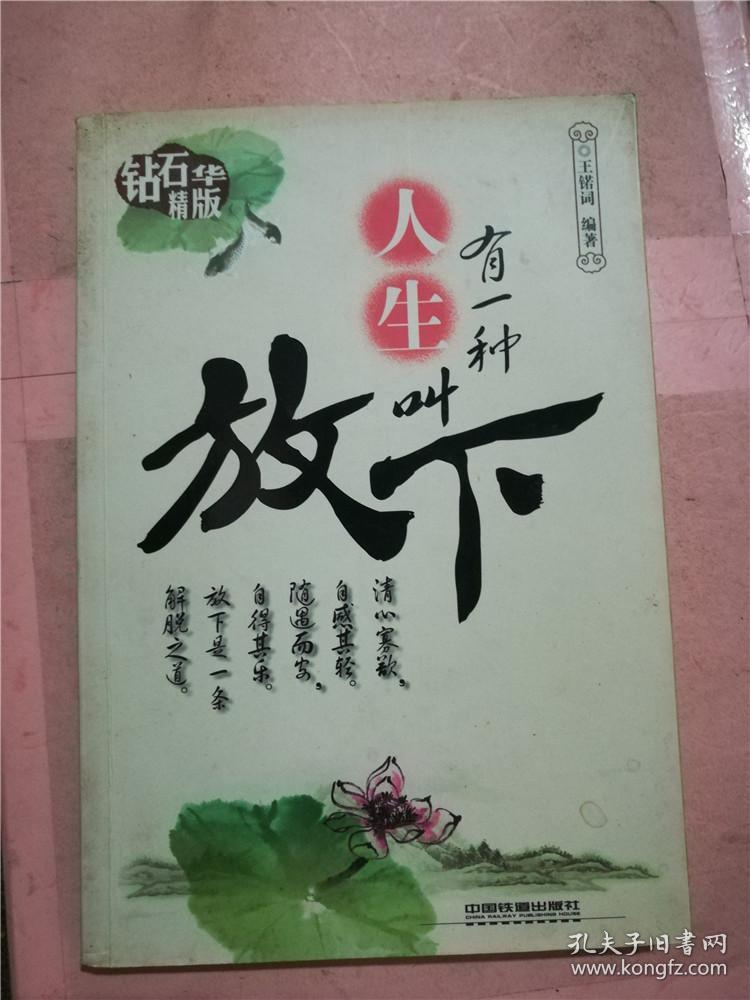 钻石
精华版
王锘词 编著
人生
有一种
叫
放下
清心寡欲，
自感其轻。
随遇而安，
自得其乐。
放下是一条
解脱之道。
中国铁道出版社
CHINA RAILWAY PUBLISHING HOUSE
孔夫子旧书网
www.kongfz.com